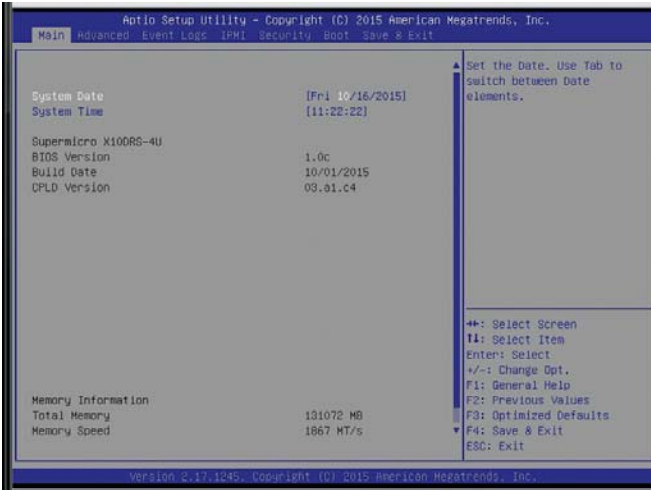 Aptio Setup Utility - Copyright (C) 2015 American Megatrends, Inc.
Main Advanced Event Logs IPMI Security Boot Save & Exit
System Date [Fri 10/16/2015]
System Time [11:22:22]
Supermicro X10DRS-4U
BIOS Version 1.0c
Build Date 10/01/2015
CPLD Version 03.a1.c4
Memory Information
Total Memory 131072 MB
Memory Speed 1867 MT/s
Set the Date. Use Tab to
switch between Date
elements.
→←: Select Screen
↑↓: Select Item
Enter: Select
+/-: Change Opt.
F1: General Help
F2: Previous Values
F3: Optimized Defaults
F4: Save & Exit
ESC: Exit
Version 2.17.1245. Copyright (C) 2015 American Megatrends, Inc.